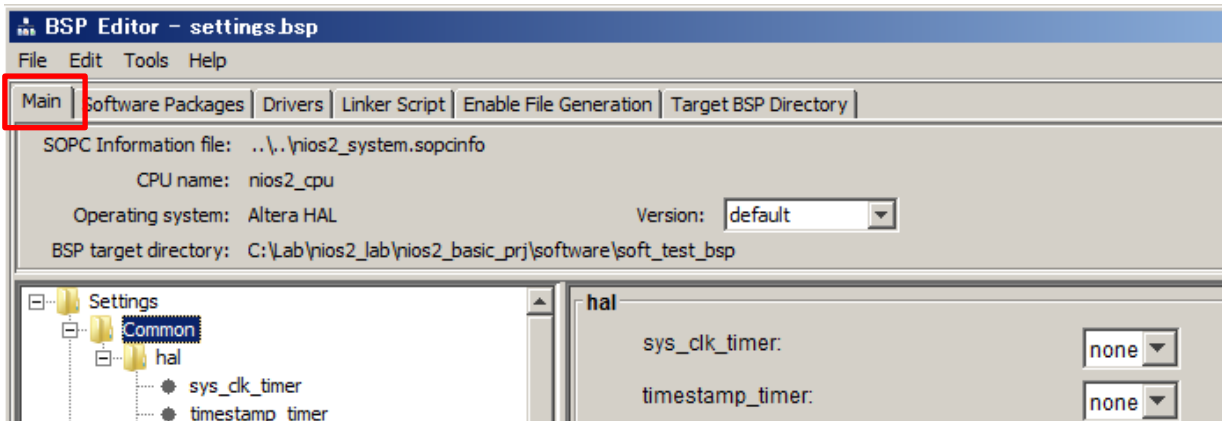 BSP Editor - settings.bsp
File Edit Tools Help
Main Software Packages Drivers Linker Script Enable File Generation Target BSP Directory
SOPC Information file: ..\..\nios2_system.sopcinfo
CPU name: nios2_cpu
Operating system: Altera HAL Version: default
BSP target directory: C:\Lab\nios2_lab\nios2_basic_prj\software\soft_test_bsp
Settings
Common
hal
sys_clk_timer
timestamp_timer
hal
sys_clk_timer: none
timestamp_timer: none